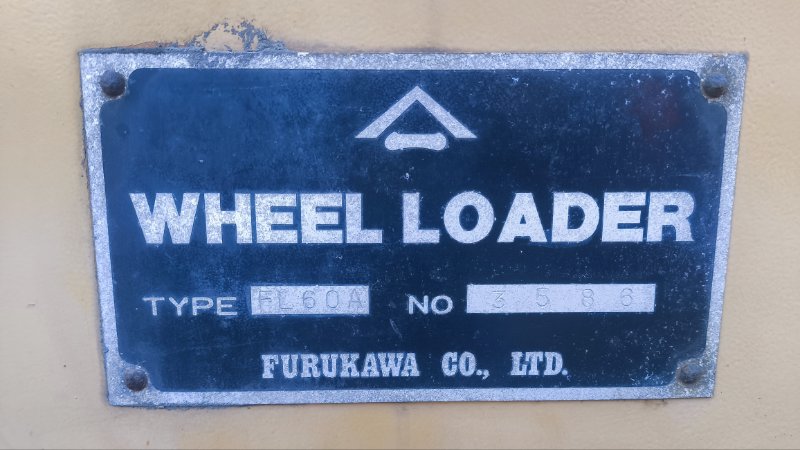 WHEEL LOADER
TYPE FL60A NO 3586
FURUKAWA CO., LTD.